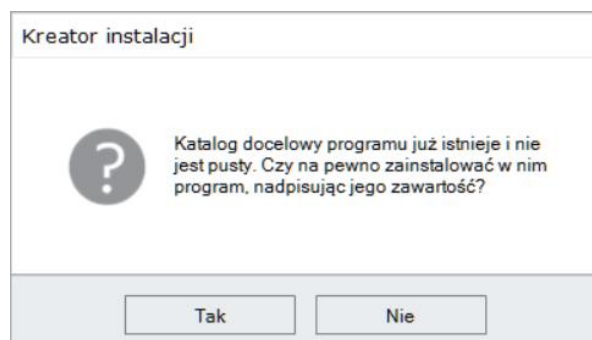 Kreator instalacji
Katalog docelowy programu już istnieje i nie
jest pusty. Czy na pewno zainstalować w nim
program, nadpisując jego zawartość?
Tak
Nie